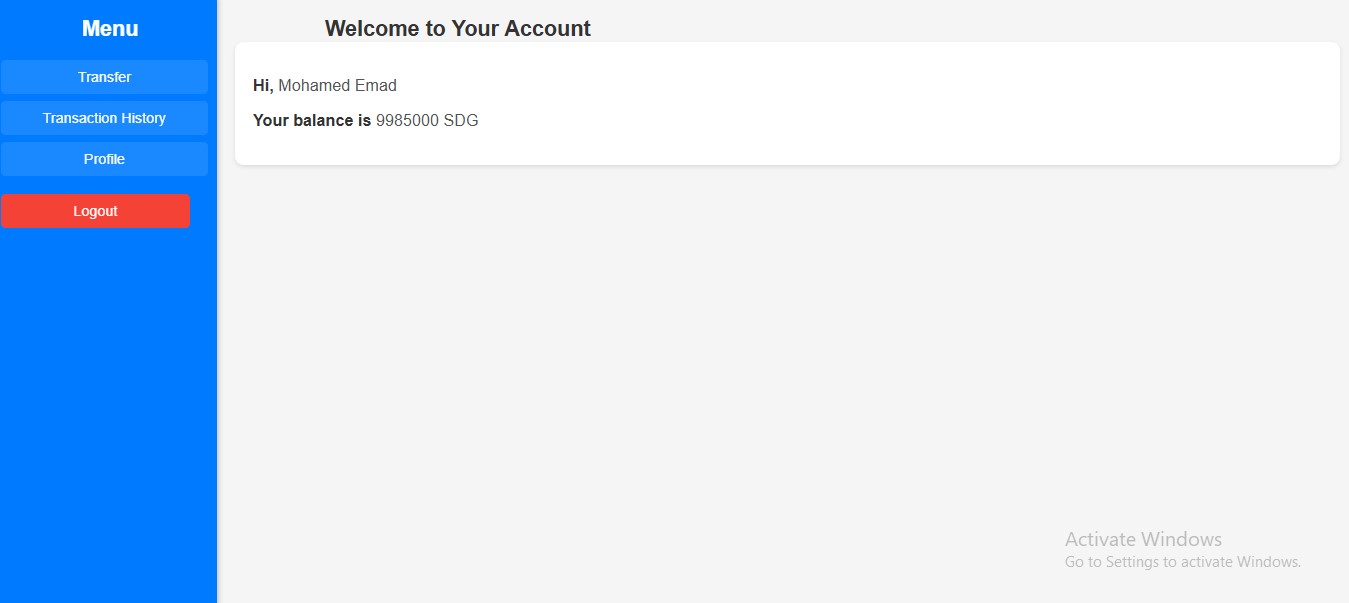 Menu
Transfer
Transaction History
Profile
Logout
Welcome to Your Account
Hi, Mohamed Emad
Your balance is 9985000 SDG
Activate Windows
Go to Settings to activate Windows.